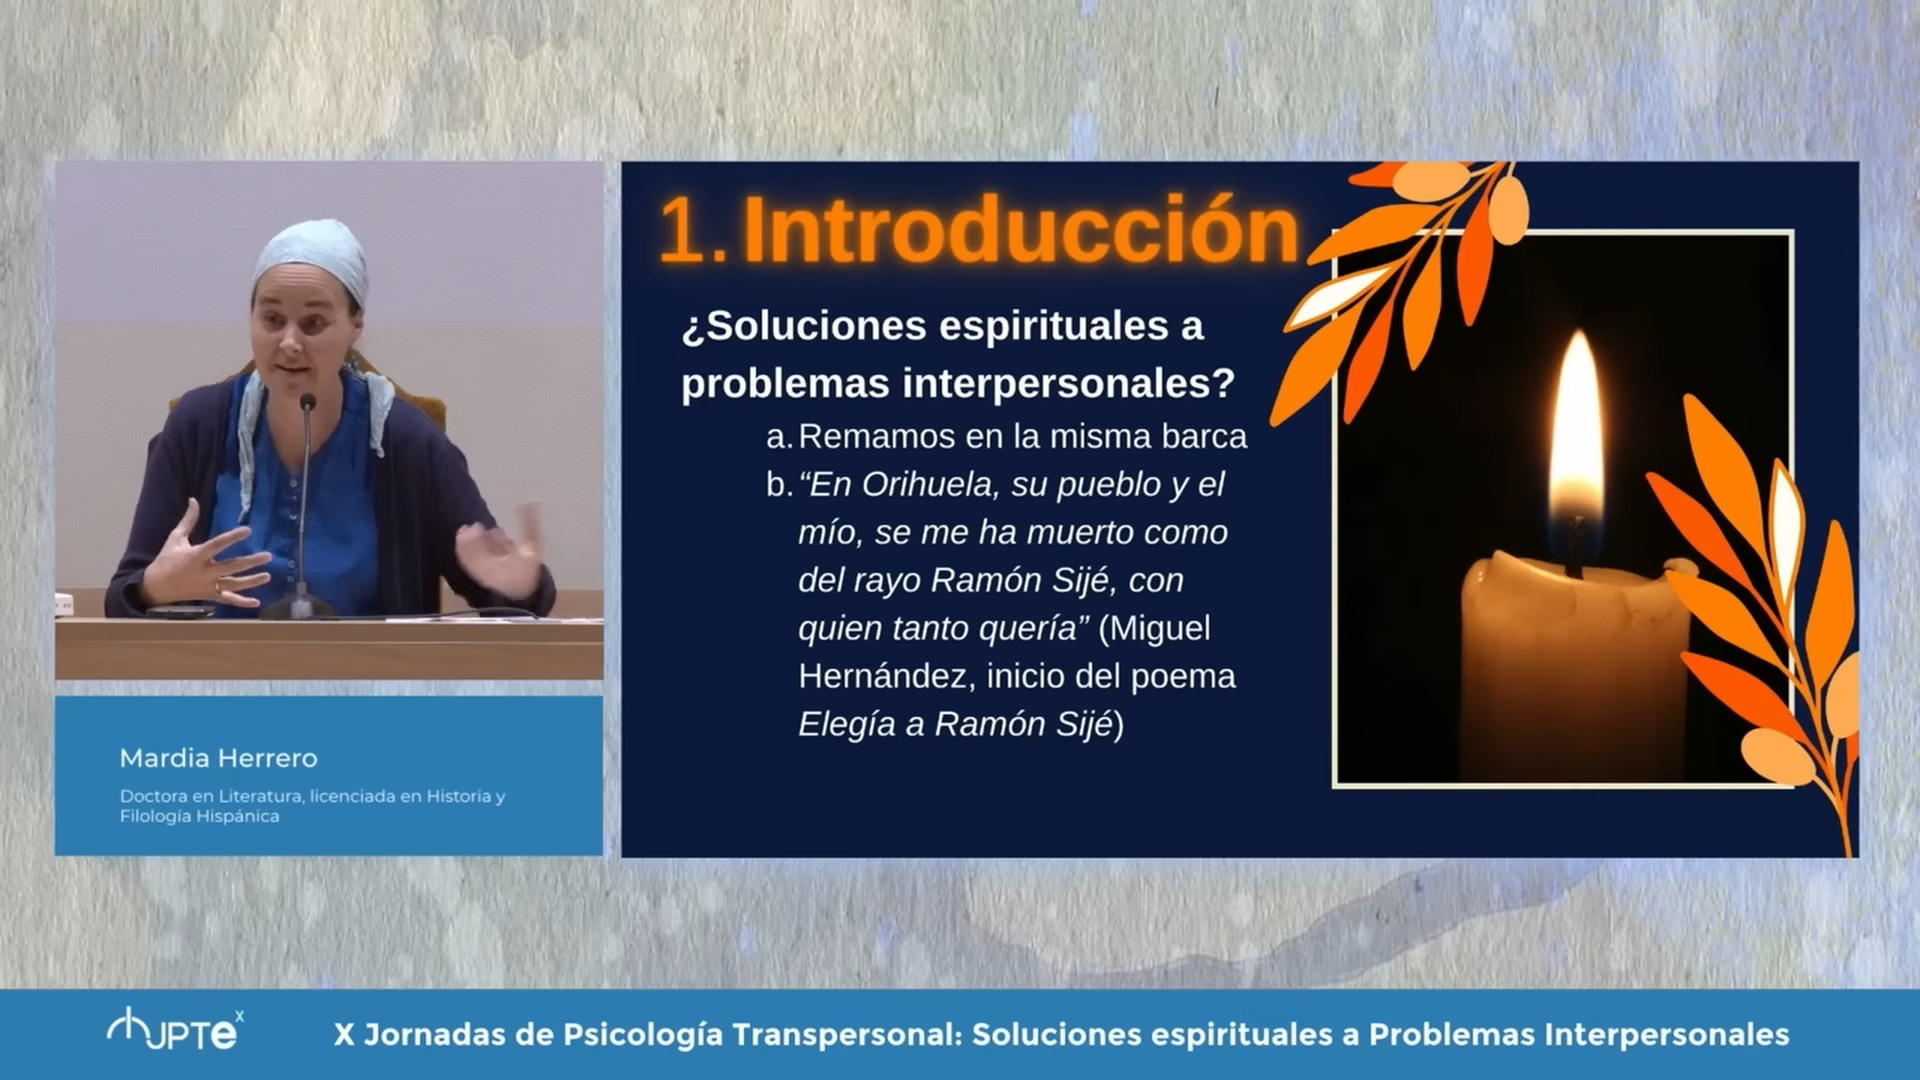 1. Introducción
¿Soluciones espirituales a
problemas interpersonales?
a. Remamos en la misma barca
b. “En Orihuela, su pueblo y el
mío, se me ha muerto como
del rayo Ramón Sijé, con
quien tanto quería” (Miguel
Hernández, inicio del poema
Elegía a Ramón Sijé)
Mardia Herrero
Doctora en Literatura, licenciada en Historia y
Filología Hispánica
JPTe x
X Jornadas de Psicología Transpersonal: Soluciones espirituales a Problemas Interpersonales